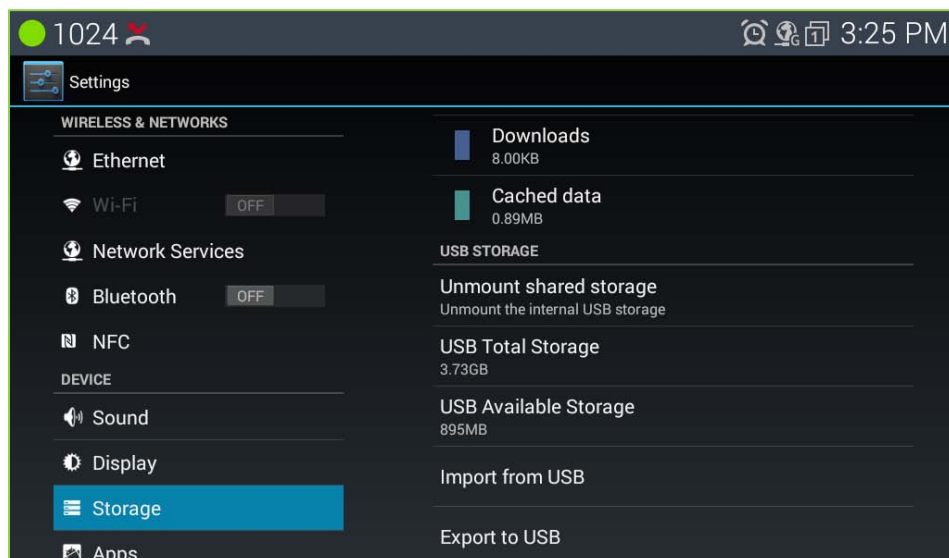 1024
3:25 PM
Settings
WIRELESS & NETWORKS
Ethernet
Wi-Fi OFF
Network Services
Bluetooth OFF
NFC
DEVICE
Sound
Display
Storage
Apps
Downloads
8.00KB
Cached data
0.89MB
USB STORAGE
Unmount shared storage
Unmount the internal USB storage
USB Total Storage
3.73GB
USB Available Storage
895MB
Import from USB
Export to USB